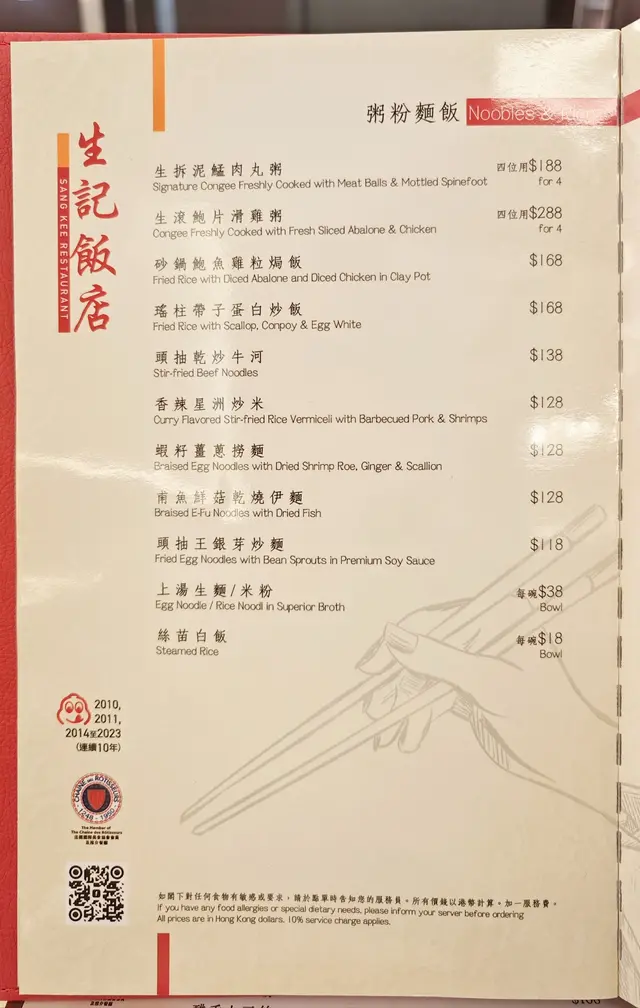 粥粉麵飯 Noodles &
生記飯店
SANG KEE RESTAURANT
生拆泥鯭肉丸粥 四位用$188
Signature Congee Freshly Cooked with Meat Balls & Mottled Spinefoot for 4
生滾鮑片滑雞粥 四位用$288
Congee Freshly Cooked with Fresh Sliced Abalone & Chicken for 4
砂鍋鮑魚雞粒焗飯 $168
Fried Rice with Diced Abalone and Diced Chicken in Clay Pot
瑤柱帶子蛋白炒飯 $168
Fried Rice with Scallop, Conpoy & Egg White
頭抽乾炒牛河 $138
Stir-fried Beef Noodles
香辣星洲炒米 $128
Curry Flavored Stir-fried Rice Vermiceli with Barbecued Pork & Shrimps
蝦籽薑蔥撈麵 $128
Braised Egg Noodles with Dried Shrimp Roe, Ginger & Scallion
甫魚鮮菇乾燒伊麵 $128
Braised E-Fu Noodles with Dried Fish
頭抽王銀芽炒麵 $118
Fried Egg Noodles with Bean Sprouts in Premium Soy Sauce
上湯生麵/米粉 每碗$38
Egg Noodle / Rice Noodl in Superior Broth Bowl
絲苗白飯 每碗$18
Steamed Rice Bowl
2010,
2011,
2014至2023
(連續10年)
CHAINE DES ROTISSEURS
1248 - 1950
The Member of
The Chaine des Rotisseurs
如閣下對任何食物有敏感或要求，請於點單時告知您的服務員。所有價錢以港幣計算。加一服務費。
If you have any food allergies or special dietary needs, please inform your server before ordering
All prices are in Hong Kong dollars. 10% service charge applies.